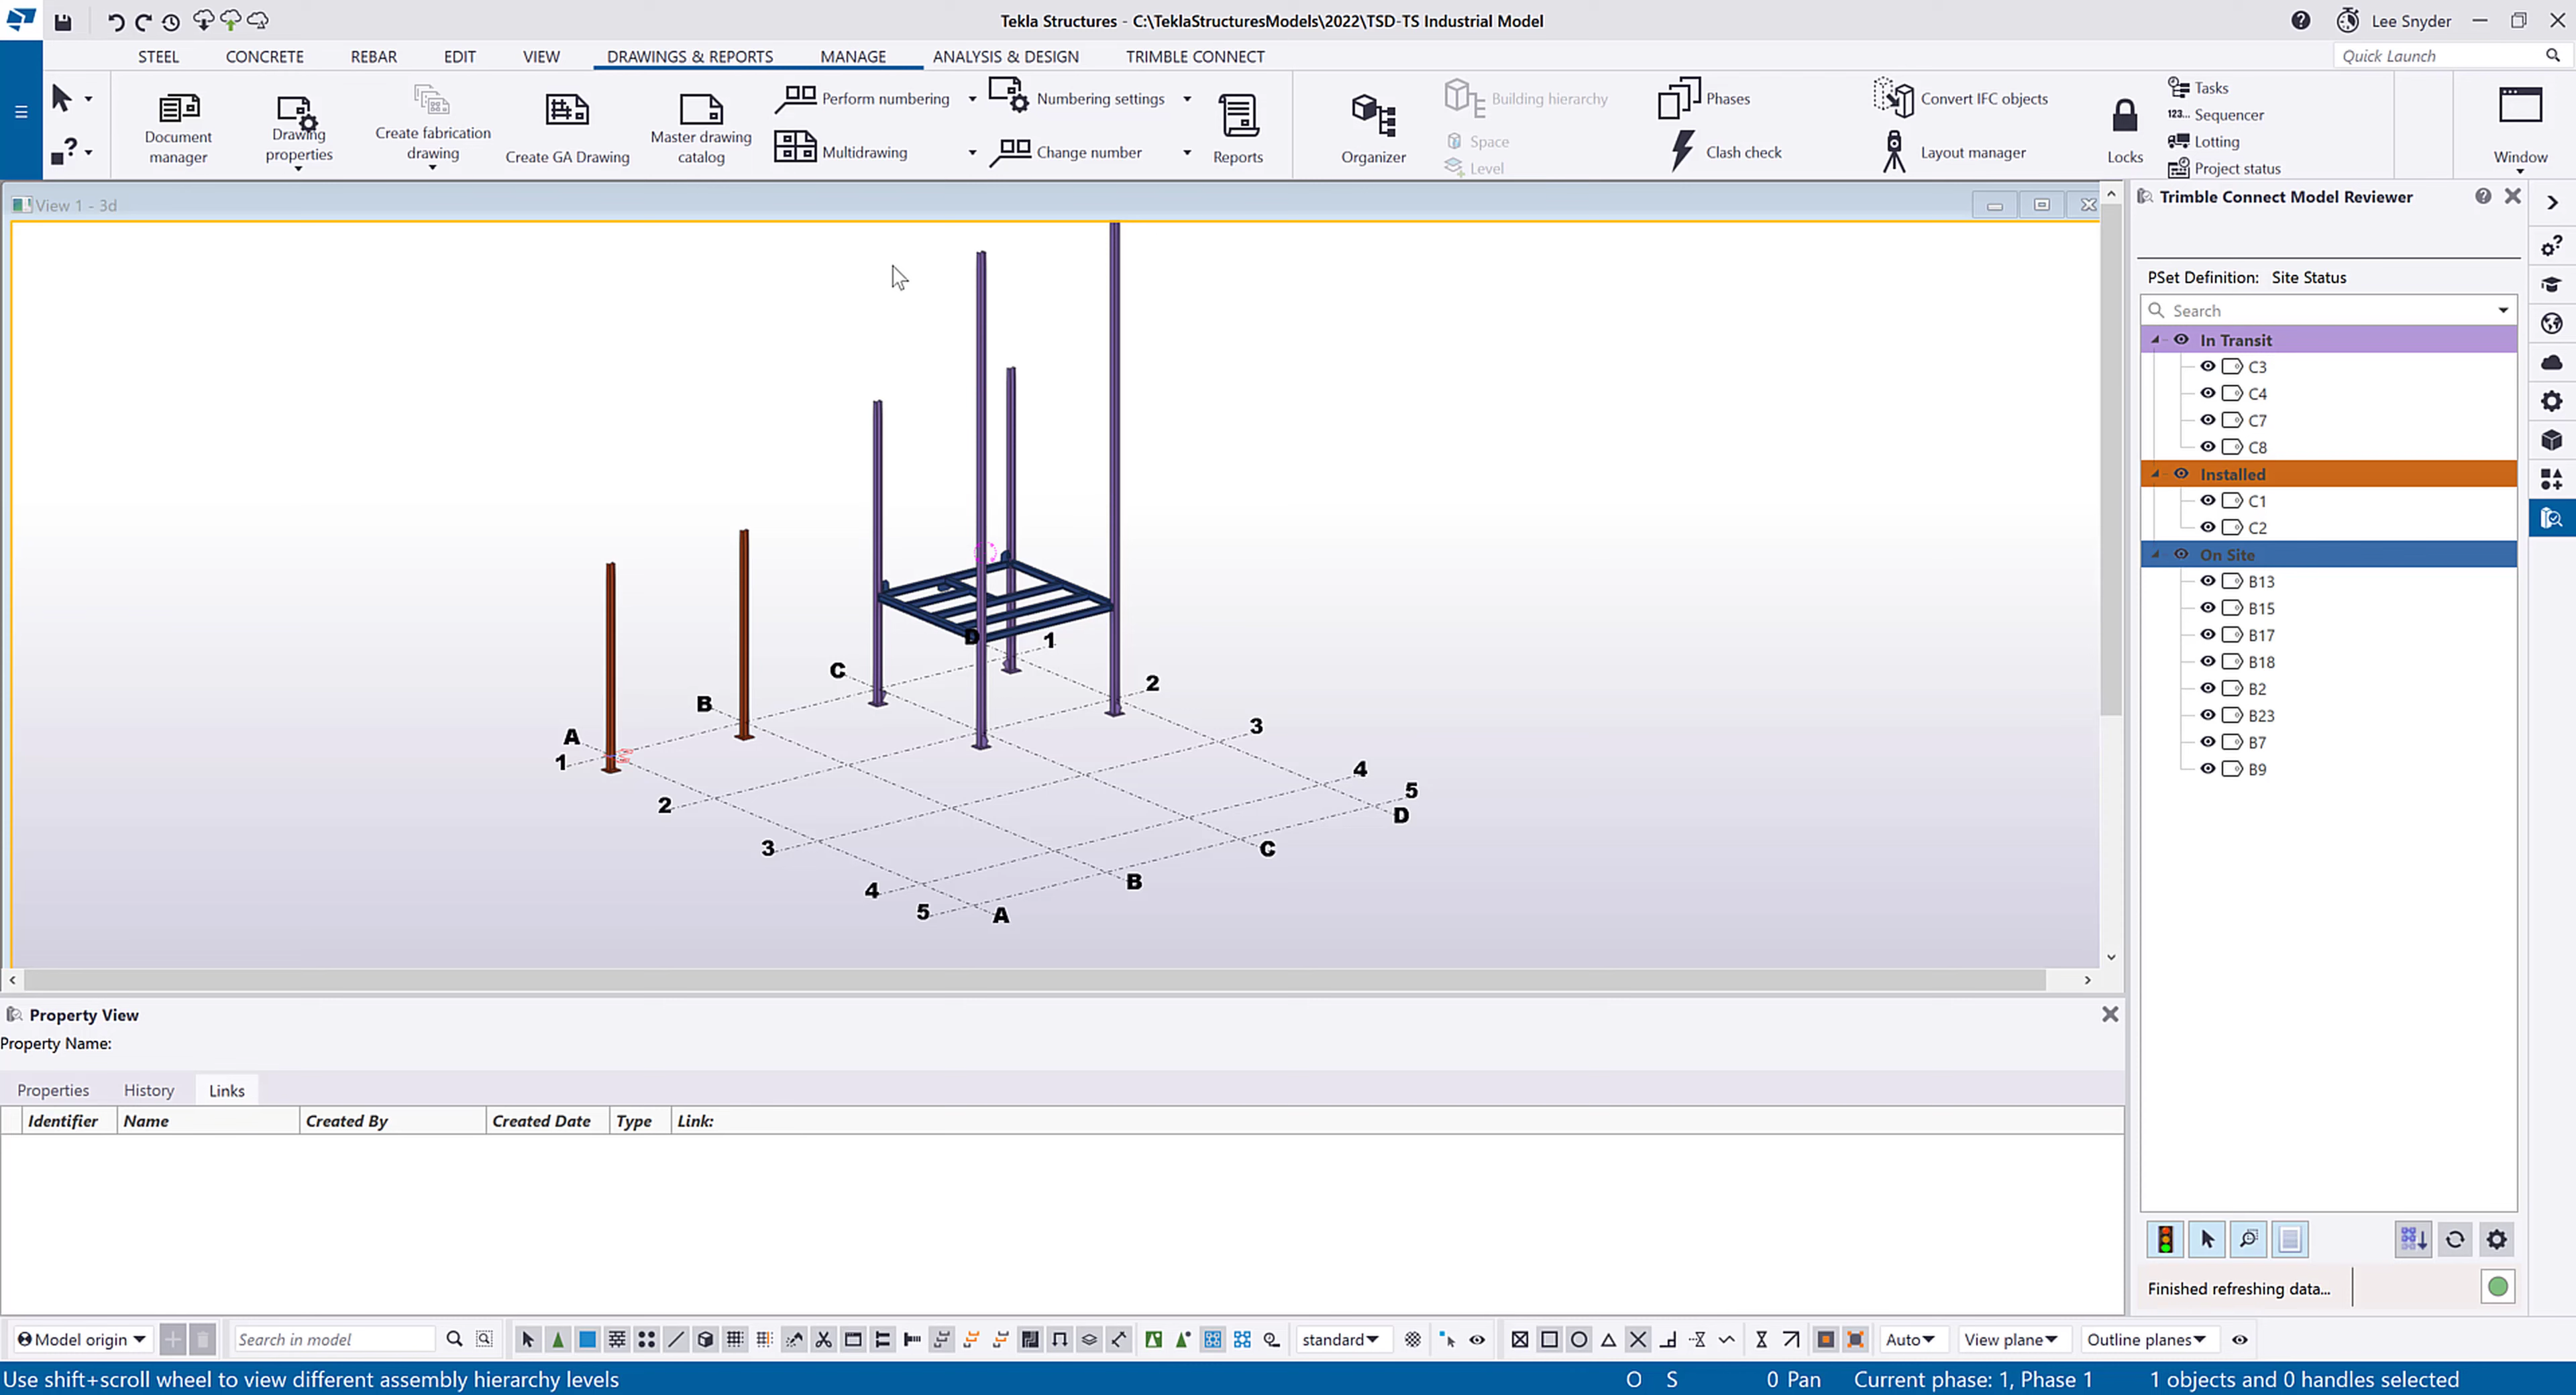 Tekla Structures - C:\TeklaStructuresModels\2022\TSD-TS Industrial Model
Lee Snyder
STEEL CONCRETE REBAR EDIT VIEW DRAWINGS & REPORTS MANAGE ANALYSIS & DESIGN TRIMBLE CONNECT
Quick Launch
Document manager
Drawing properties
Create fabrication drawing
Create GA Drawing
Master drawing catalog
Perform numbering
Multidrawing
Numbering settings
Change number
Reports
Organizer
Building hierarchy
Space
Level
Phases
Clash check
Convert IFC objects
Layout manager
Locks
Tasks
123... Sequencer
Lotting
Project status
Window
View 1 - 3d
D
1
C
2
B
3
A
1
4
2
5
D
3
C
4
B
5
A
Trimble Connect Model Reviewer
PSet Definition: Site Status
Search
In Transit
C3
C4
C7
C8
Installed
C1
C2
On Site
B13
B15
B17
B18
B2
B23
B7
B9
Finished refreshing data...
Property View
Property Name:
Properties History Links
Identifier Name Created By Created Date Type Link:
Model origin
Search in model
standard
Auto
View plane
Outline planes
Use shift+scroll wheel to view different assembly hierarchy levels
O S 0 Pan Current phase: 1, Phase 1 1 objects and 0 handles selected